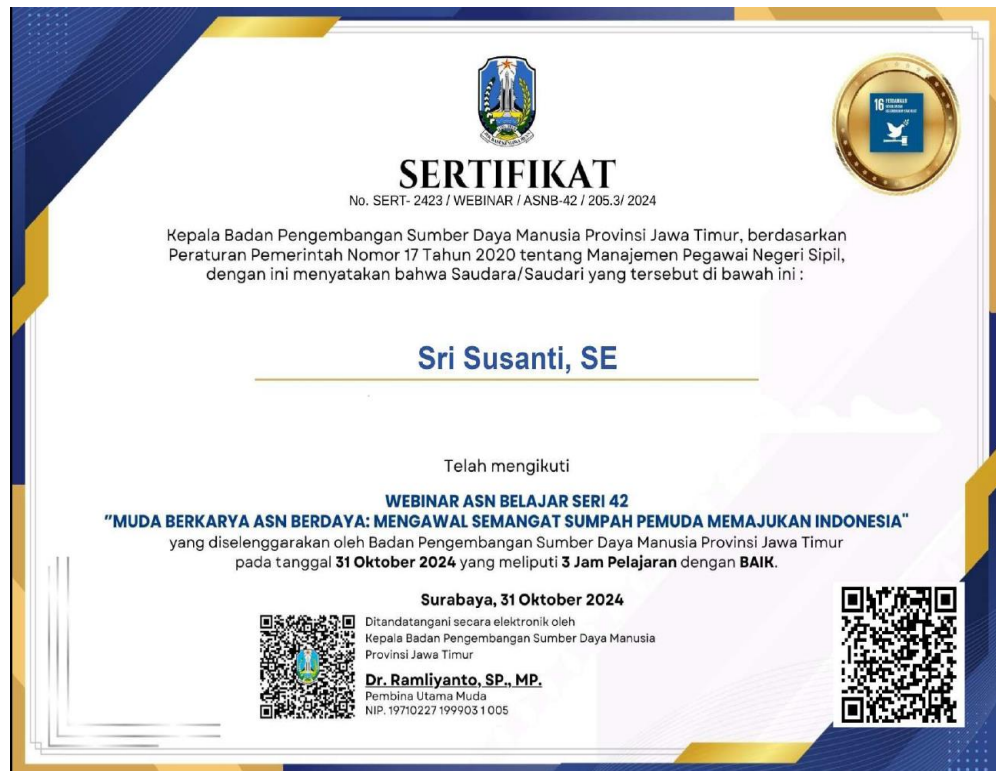 16 PERDAMAIAN
SERTIFIKAT
No. SERT- 2423 / WEBINAR / ASNB-42 / 205.3/ 2024
Kepala Badan Pengembangan Sumber Daya Manusia Provinsi Jawa Timur, berdasarkan
Peraturan Pemerintah Nomor 17 Tahun 2020 tentang Manajemen Pegawai Negeri Sipil,
dengan ini menyatakan bahwa Saudara/Saudari yang tersebut di bawah ini :
Sri Susanti, SE
Telah mengikuti
WEBINAR ASN BELAJAR SERI 42
"MUDA BERKARYA ASN BERDAYA: MENGAWAL SEMANGAT SUMPAH PEMUDA MEMAJUKAN INDONESIA"
yang diselenggarakan oleh Badan Pengembangan Sumber Daya Manusia Provinsi Jawa Timur
pada tanggal 31 Oktober 2024 yang meliputi 3 Jam Pelajaran dengan BAIK.
Surabaya, 31 Oktober 2024
Ditandatangani secara elektronik oleh
Kepala Badan Pengembangan Sumber Daya Manusia
Provinsi Jawa Timur
Dr. Ramliyanto, SP., MP.
Pembina Utama Muda
NIP. 19710227 199903 1 005